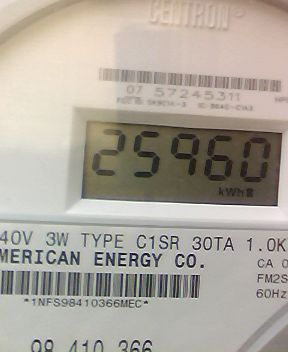 CENTRON®
07 57245311
25960
kWh
40V 3W TYPE C1SR 30TA 1.0K
MERICAN ENERGY CO.
CA 0
FM2S
60Hz
*1NFS98410366MEC*
98 410 366